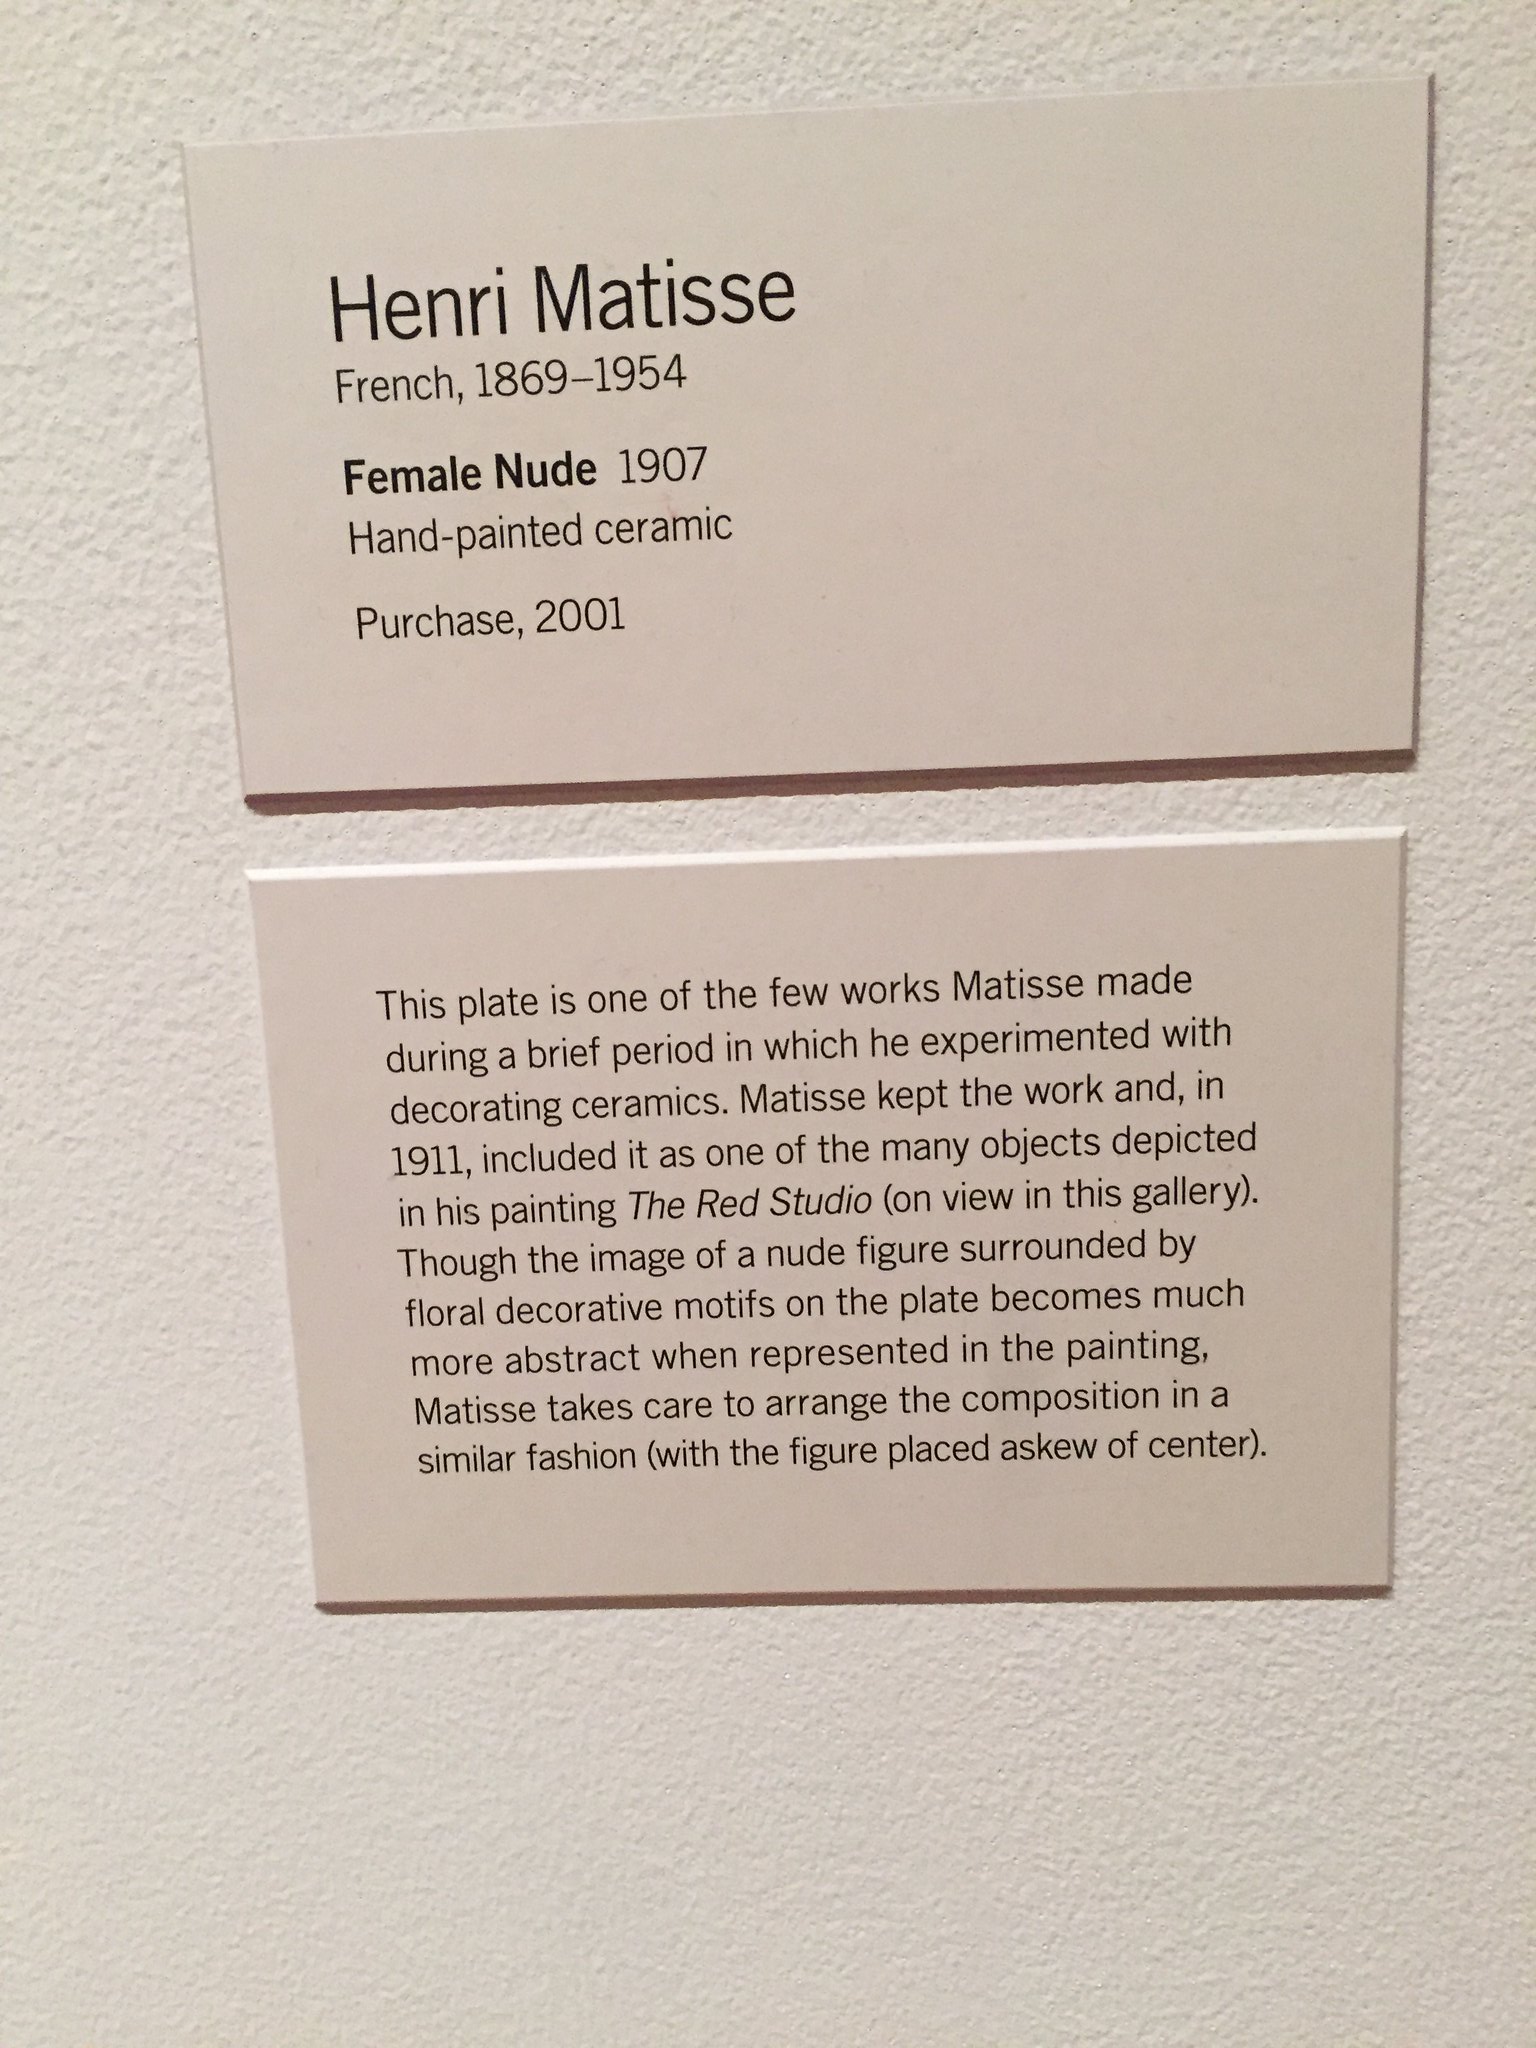 Henri Matisse
French, 1869–1954
Female Nude 1907
Hand-painted ceramic
Purchase, 2001
This plate is one of the few works Matisse made
during a brief period in which he experimented with
decorating ceramics. Matisse kept the work and, in
1911, included it as one of the many objects depicted
in his painting The Red Studio (on view in this gallery).
Though the image of a nude figure surrounded by
floral decorative motifs on the plate becomes much
more abstract when represented in the painting,
Matisse takes care to arrange the composition in a
similar fashion (with the figure placed askew of center).